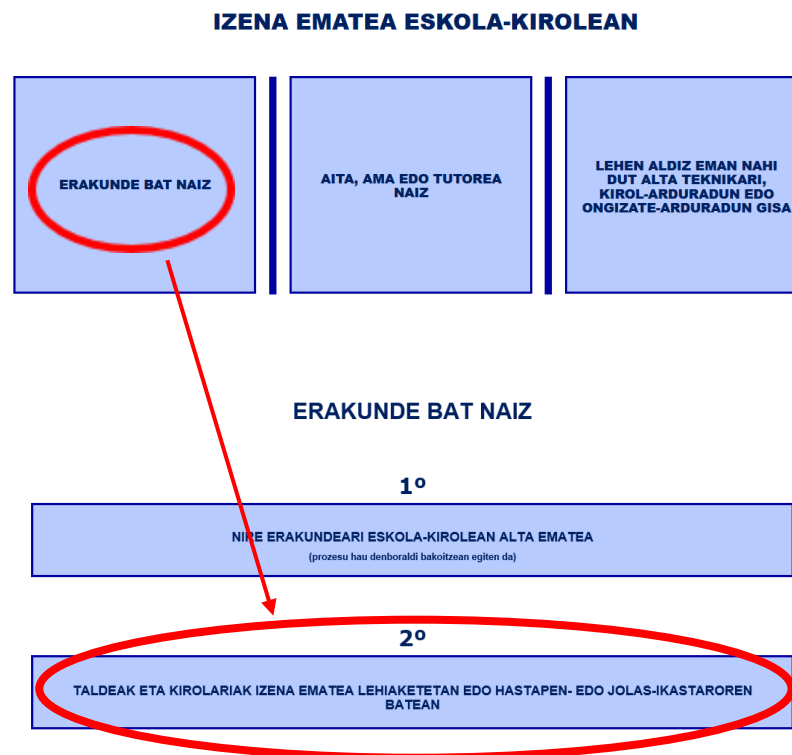 IZENA EMATEA ESKOLA-KIROLEAN
ERAKUNDE BAT NAIZ
AITA, AMA EDO TUTOREA
NAIZ
LEHEN ALDIZ EMAN NAHI
DUT ALTA TEKNIKARI,
KIROL-ARDURADUN EDO
ONGIZATE-ARDURADUN GISA
ERAKUNDE BAT NAIZ
1º
NIRE ERAKUNDEARI ESKOLA-KIROLEAN ALTA EMATEA
(prozesu hau denboraldi bakoitzean egiten da)
2º
TALDEAK ETA KIROLARIAK IZENA EMATEA LEHIAKETETAN EDO HASTAPEN- EDO JOLAS-IKASTAROREN
BATEAN